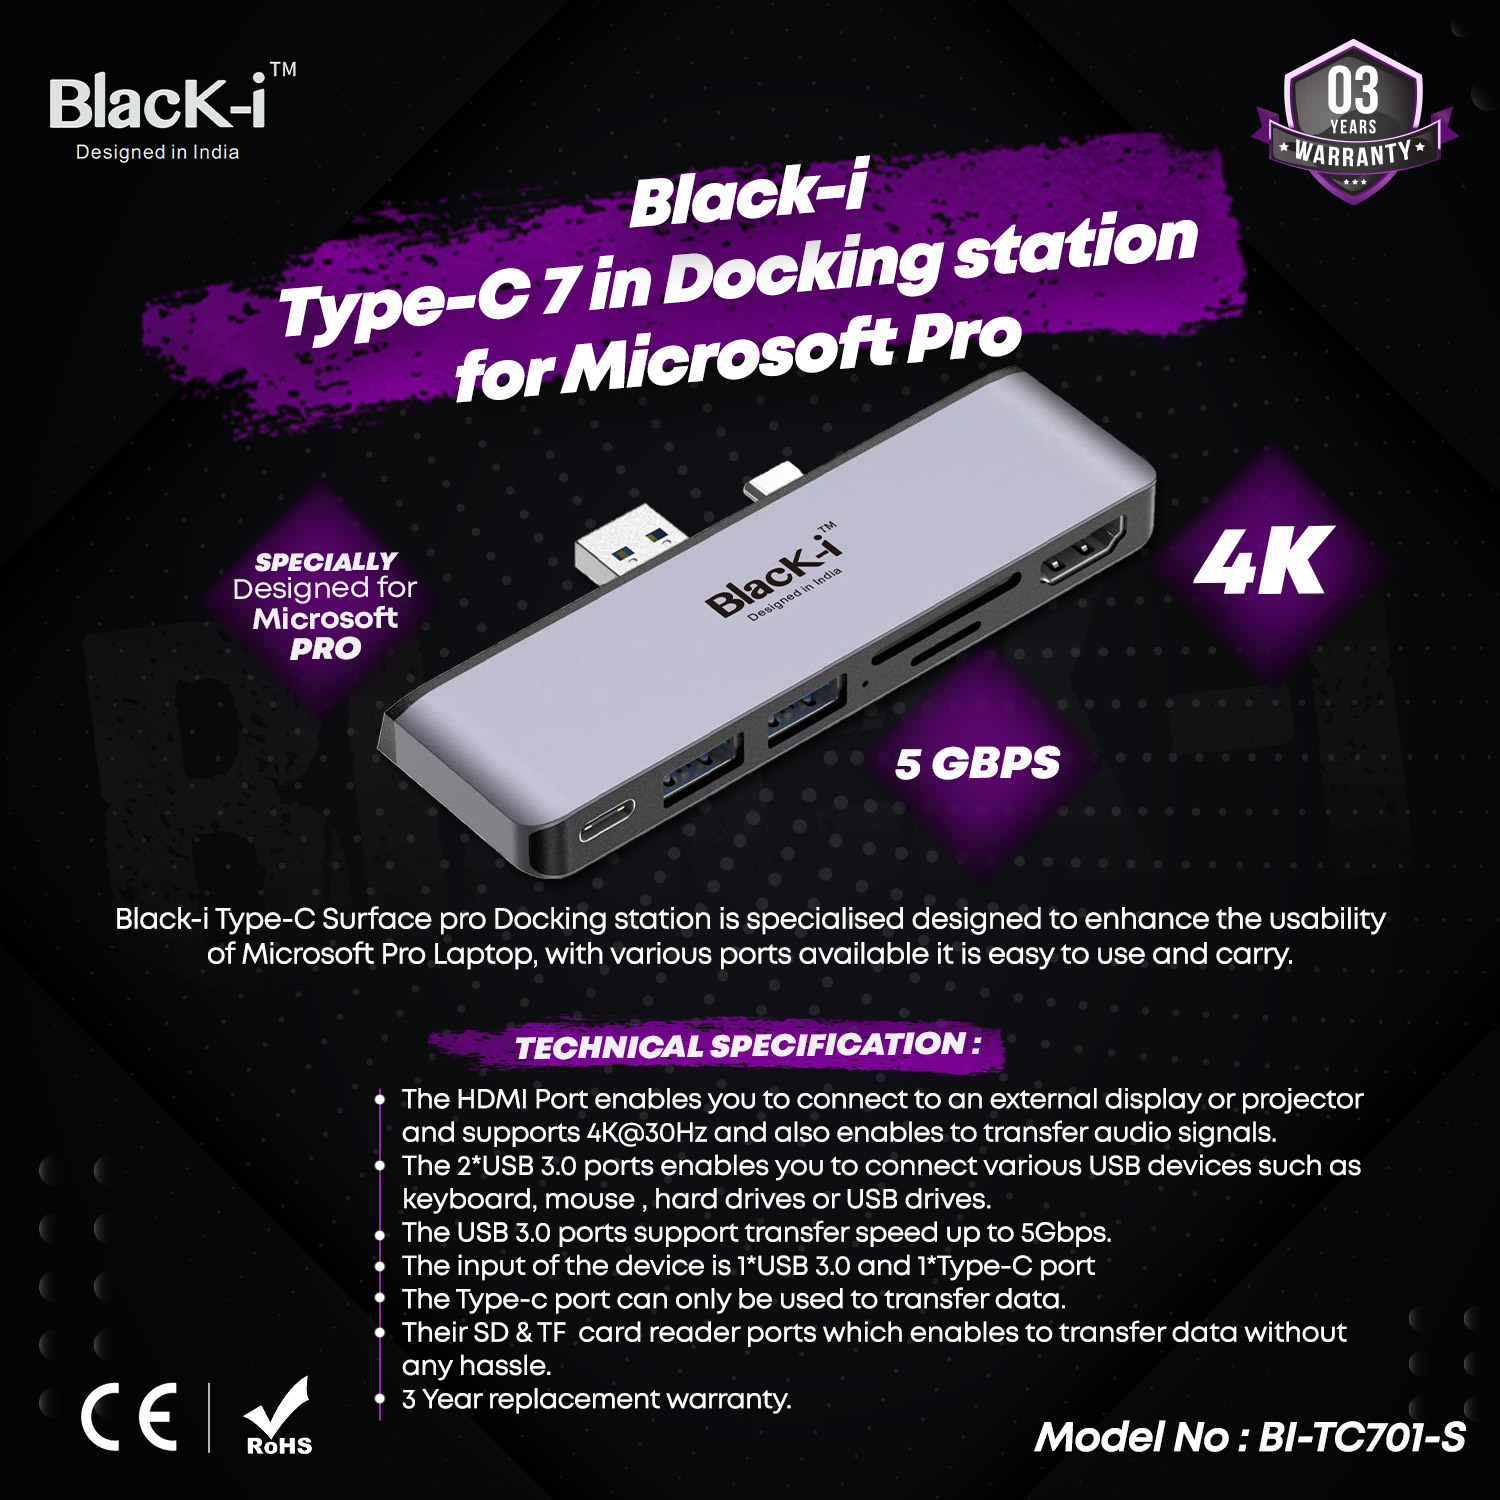 BlacK-i™
Designed in India
03
YEARS
WARRANTY
Black-i
Type-C 7 in Docking station
for Microsoft Pro
SPECIALLY
Designed for
Microsoft
PRO
BlacK-i™
Designed in India
4K
5 GBPS
Black-i Type-C Surface pro Docking station is specialised designed to enhance the usability
of Microsoft Pro Laptop, with various ports available it is easy to use and carry.
TECHNICAL SPECIFICATION :
The HDMI Port enables you to connect to an external display or projector
and supports 4K@30Hz and also enables to transfer audio signals.
The 2*USB 3.0 ports enables you to connect various USB devices such as
keyboard, mouse , hard drives or USB drives.
The USB 3.0 ports support transfer speed up to 5Gbps.
The input of the device is 1*USB 3.0 and 1*Type-C port
The Type-c port can only be used to transfer data.
Their SD & TF card reader ports which enables to transfer data without
any hassle.
3 Year replacement warranty.
CE
RoHS
Model No : BI-TC701-S